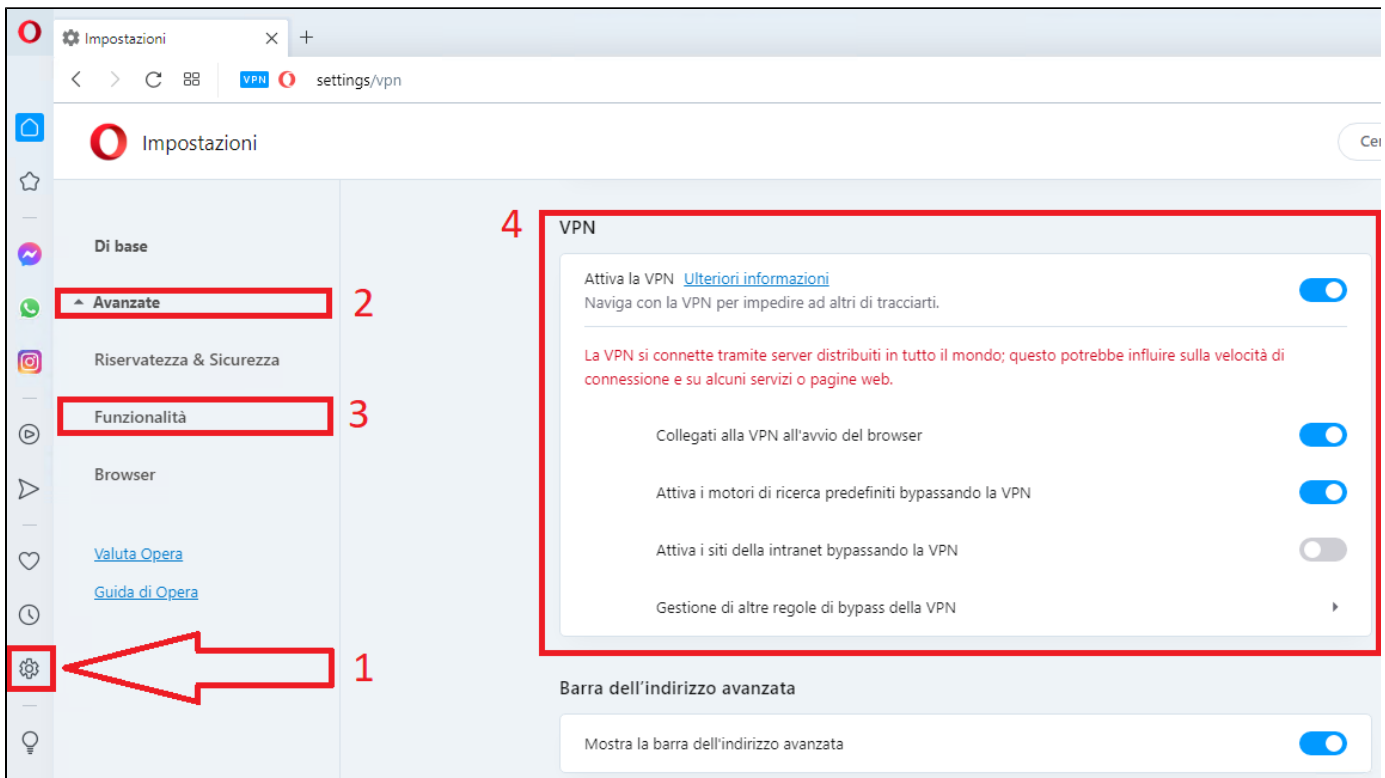 Impostazioni
VPN settings/vpn
Impostazioni
Di base
2
Avanzate
Riservatezza & Sicurezza
3
Funzionalità
Browser
Valuta Opera
Guida di Opera
1
4
VPN
Attiva la VPN Ulteriori informazioni
Naviga con la VPN per impedire ad altri di tracciarti.
La VPN si connette tramite server distribuiti in tutto il mondo; questo potrebbe influire sulla velocità di
connessione e su alcuni servizi o pagine web.
Collegati alla VPN all'avvio del browser
Attiva i motori di ricerca predefiniti bypassando la VPN
Attiva i siti della intranet bypassando la VPN
Gestione di altre regole di bypass della VPN
Barra dell'indirizzo avanzata
Mostra la barra dell'indirizzo avanzata